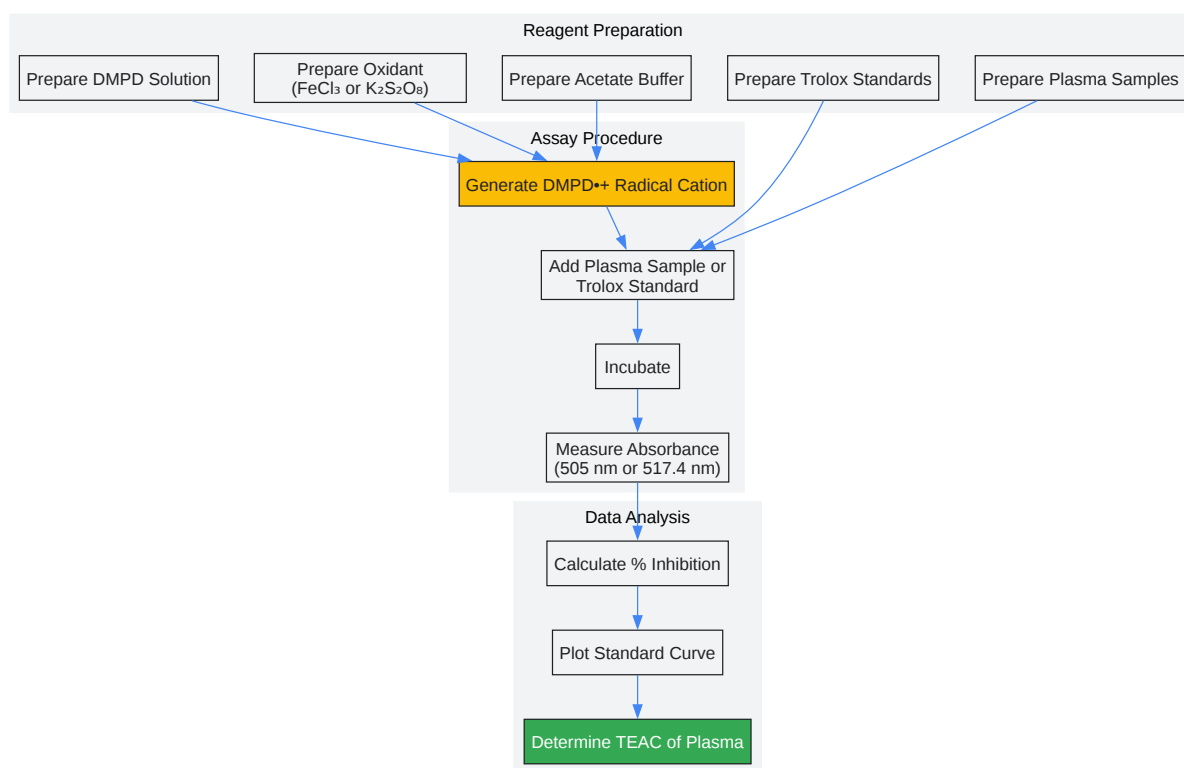 Reagent Preparation
Prepare DMPD Solution
Prepare Oxidant
(FeCl₃ or K₂S₂O₈)
Prepare Acetate Buffer
Prepare Trolox Standards
Prepare Plasma Samples
Assay Procedure
Generate DMPD•+ Radical Cation
Add Plasma Sample or
Trolox Standard
Incubate
Measure Absorbance
(505 nm or 517.4 nm)
Data Analysis
Calculate % Inhibition
Plot Standard Curve
Determine TEAC of Plasma